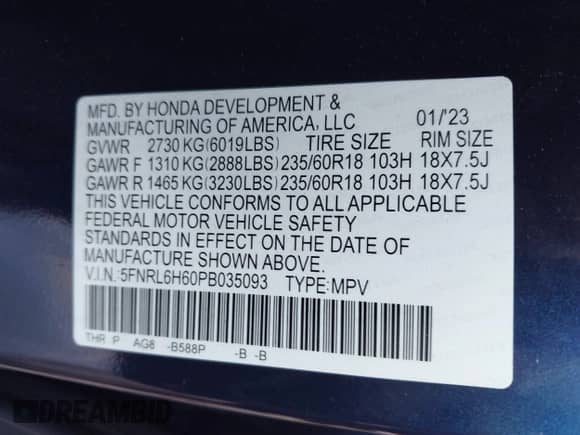 MFD. BY HONDA DEVELOPMENT &
MANUFACTURING OF AMERICA, LLC 01/'23
GVWR 2730 KG(6019LBS) TIRE SIZE RIM SIZE
GAWR F 1310 KG(2888LBS) 235/60R18 103H 18X7.5J
GAWR R 1465 KG(3230LBS) 235/60R18 103H 18X7.5J
THIS VEHICLE CONFORMS TO ALL APPLICABLE
FEDERAL MOTOR VEHICLE SAFETY
STANDARDS IN EFFECT ON THE DATE OF
MANUFACTURE SHOWN ABOVE.
V.I.N.:5FNRL6H60PB035093 TYPE:MPV
THR P AG8 -B588P -B -B
DREAMBID